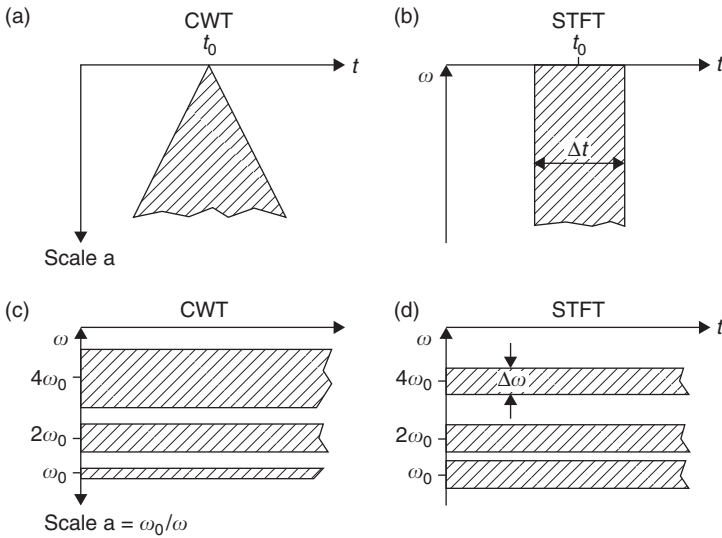 (a) CWT
t₀
t
Scale a
(b) STFT
t₀
t
ω
Δt
(c) CWT
ω
4ω₀
2ω₀
ω₀
Scale a = ω₀/ω
(d) STFT
t
ω
4ω₀
Δω
2ω₀
ω₀